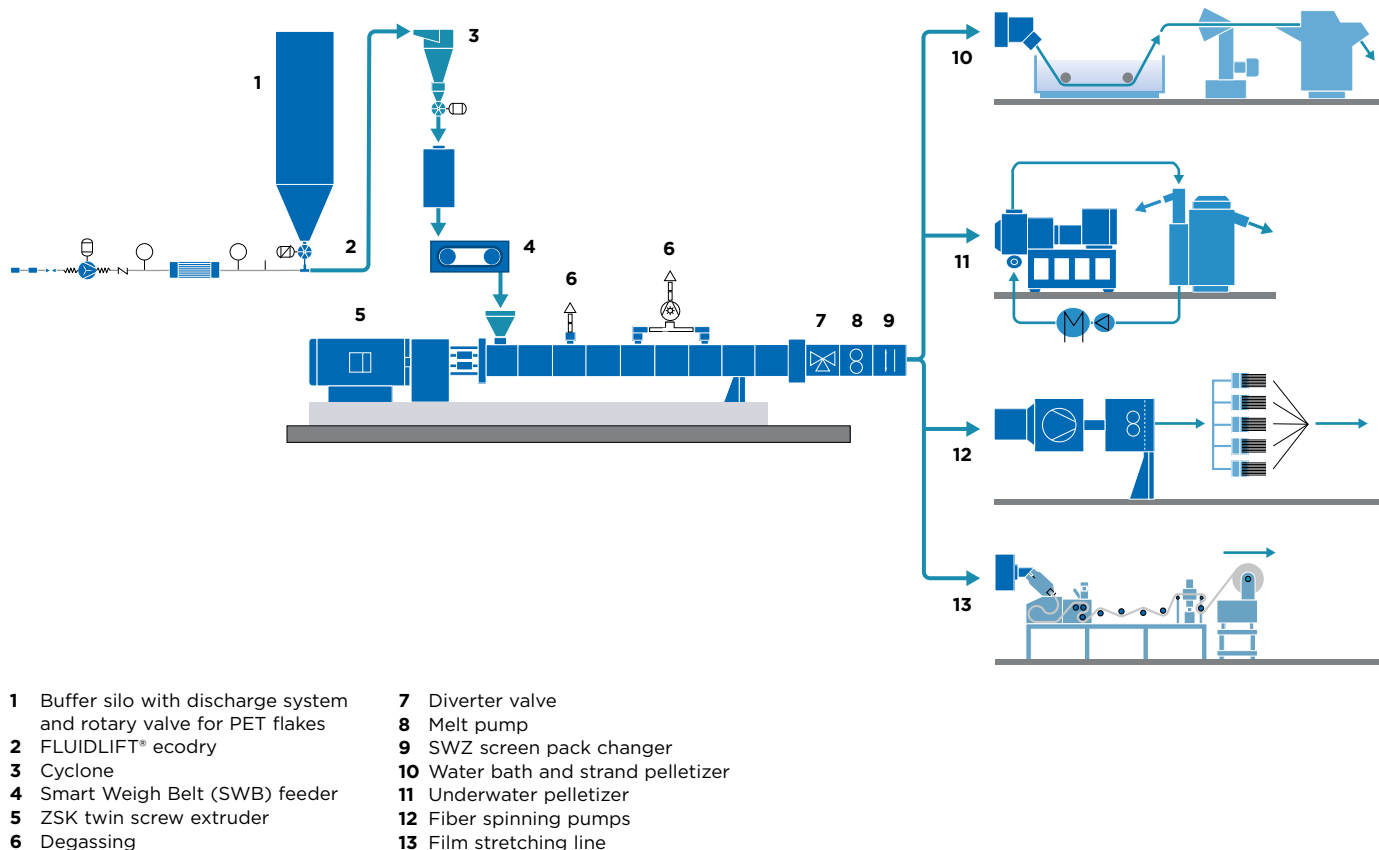 1
2
3
4
5
6
6
7
8
9
10
11
12
13
1 Buffer silo with discharge system
and rotary valve for PET flakes
2 FLUIDLIFT® ecodry
3 Cyclone
4 Smart Weigh Belt (SWB) feeder
5 ZSK twin screw extruder
6 Degassing
7 Diverter valve
8 Melt pump
9 SWZ screen pack changer
10 Water bath and strand pelletizer
11 Underwater pelletizer
12 Fiber spinning pumps
13 Film stretching line